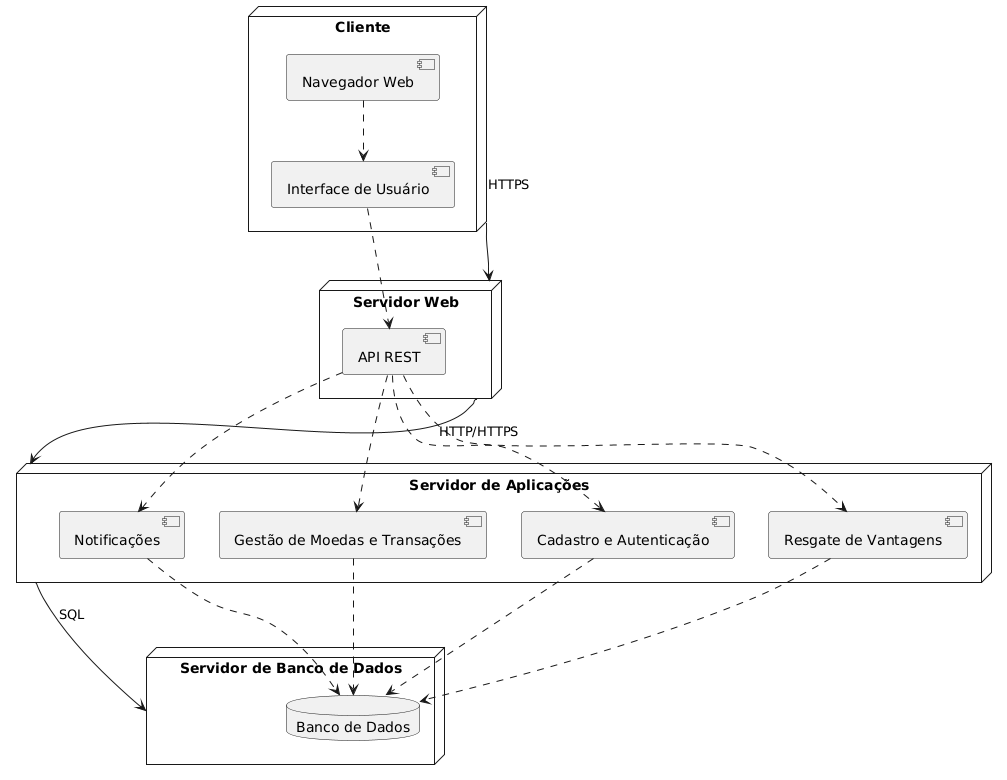 Cliente
Navegador Web
Interface de Usuário
HTTPS
Servidor Web
API REST
HTTP/HTTPS
Servidor de Aplicações
Notificações
Gestão de Moedas e Transações
Cadastro e Autenticação
Resgate de Vantagens
SQL
Servidor de Banco de Dados
Banco de Dados